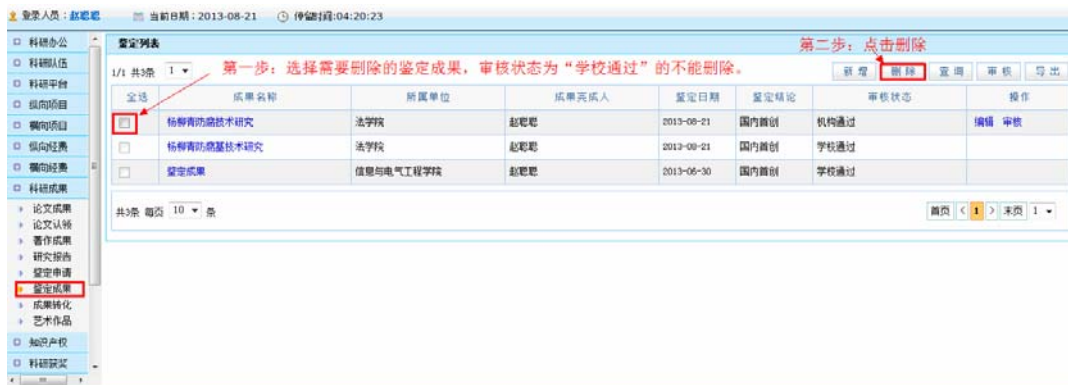 登录人员：赵聪聪 当前日期：2013-08-21 停留时间:04:20:23
科研办公
科研队伍
科研平台
纵向项目
横向项目
纵向经费
横向经费
科研成果
论文成果
论文认领
著作成果
研究报告
鉴定申请
鉴定成果
成果转化
艺术作品
知识产权
科研获奖
鉴定列表
第二步：点击删除
1/1 共3条 1
第一步：选择需要删除的鉴定成果，审核状态为“学校通过”的不能删除。
新增 删除 查询 审核 导出
全选 成果名称 所属单位 成果完成人 鉴定日期 鉴定结论 审核状态 操作
杨柳青防腐技术研究 法学院 赵聪聪 2013-08-21 国内首创 机构通过 编辑 审核
杨柳青防腐基技术研究 法学院 赵聪聪 2013-08-21 国内首创 学校通过
鉴定成果 信息与电气工程学院 赵聪聪 2013-06-30 国内首创 学校通过
共3条 每页 10 条
首页 < 1 > 末页 1